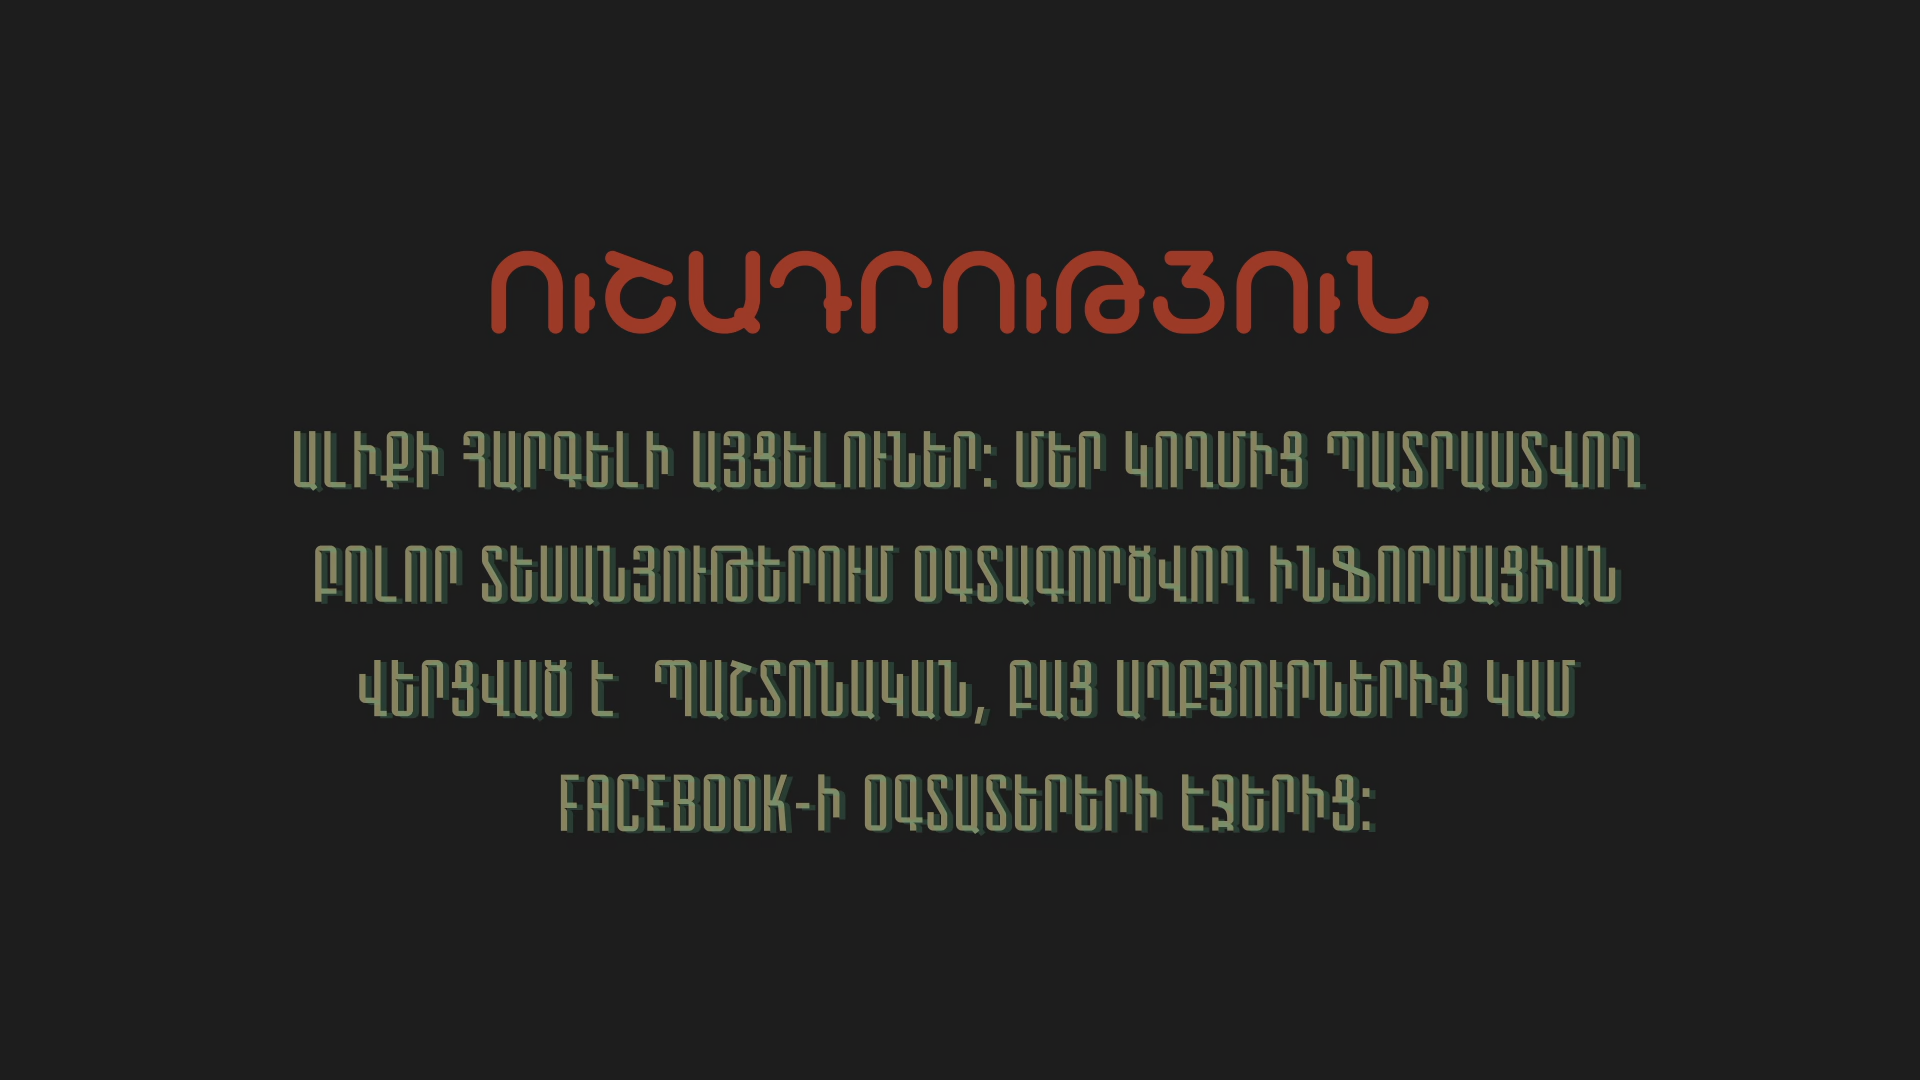 ՈՒՇԱԴՐՈՒԹՅՈՒՆ
ԱԼԻՔԻ ՀԱՐԳԵԼԻ ԱՅՑԵԼՈՒՆԵՐ: ՄԵՐ ԿՈՂՄԻՑ ՊԱՏՐԱՍՏՎՈՂ
ԲՈԼՈՐ ՏԵՍԱՆՅՈՒԹԵՐՈՒՄ ՕԳՏԱԳՈՐԾՎՈՂ ԻՆՖՈՐՄԱՑԻԱՆ
ՎԵՐՑՎԱԾ Է ՊԱՇՏՈՆԱԿԱՆ, ԲԱՑ ԱՂԲՅՈՒՐՆԵՐԻՑ ԿԱՄ
FACEBOOK-Ի ՕԳՏԱՏԵՐԵՐԻ ԷՋԵՐԻՑ: